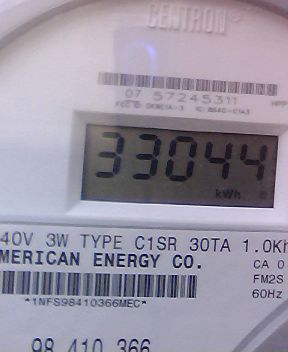 CENTRON®
07 57245311
33044
kWh
40V 3W TYPE C1SR 30TA 1.0Kh
MERICAN ENERGY CO.
CA 0
FM2S
60Hz
*1NFS98410366MEC*
98 410 366